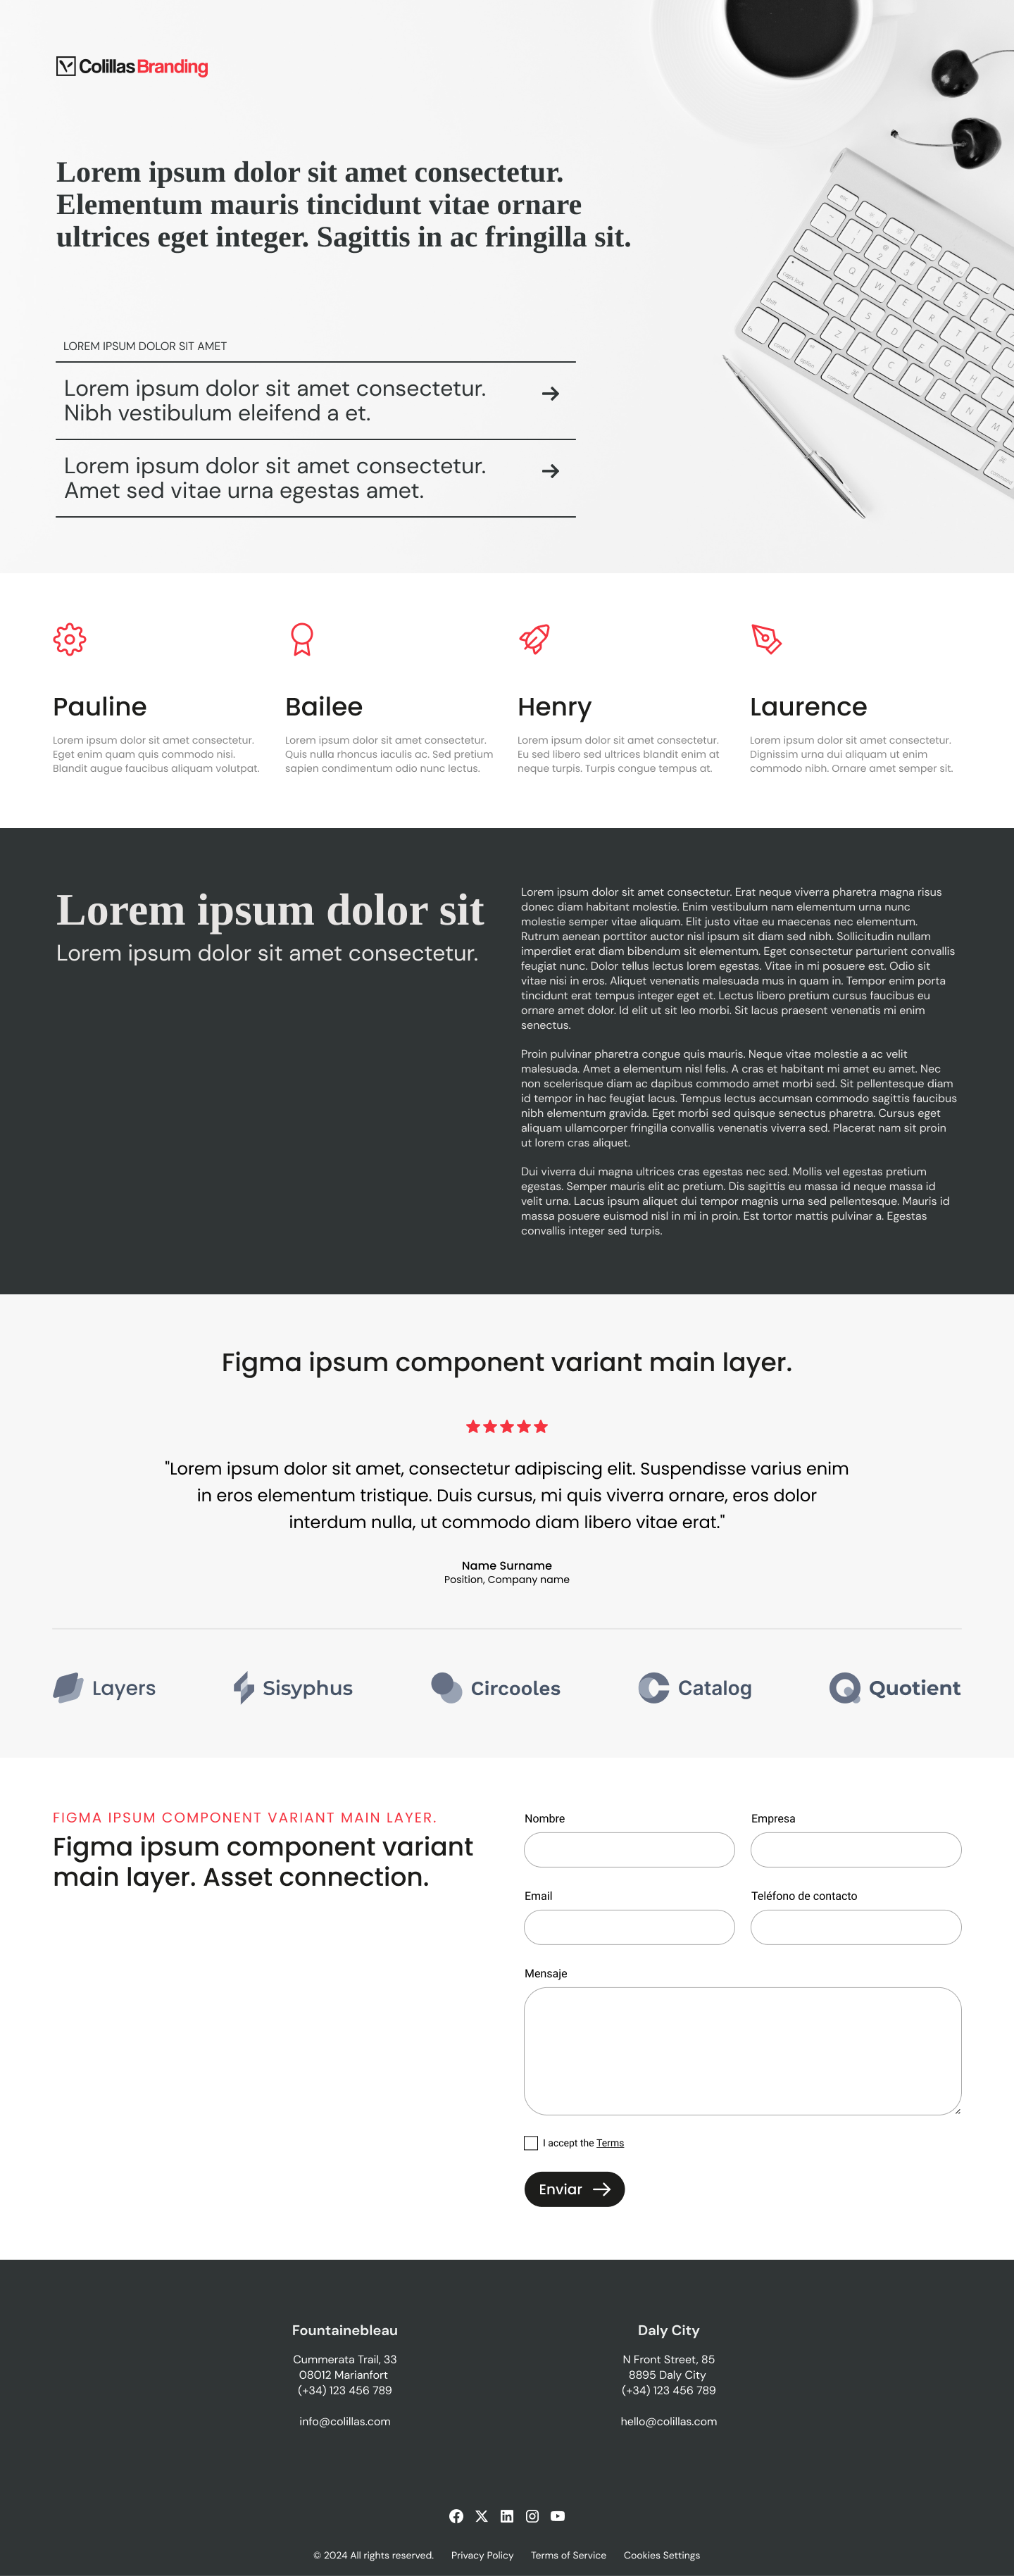 Colillas Branding
Lorem ipsum dolor sit amet consectetur.
Elementum mauris tincidunt vitae ornare
ultrices eget integer. Sagittis in ac fringilla sit.
LOREM IPSUM DOLOR SIT AMET
Lorem ipsum dolor sit amet consectetur.
Nibh vestibulum eleifend a et.
Lorem ipsum dolor sit amet consectetur.
Amet sed vitae urna egestas amet.
Pauline
Lorem ipsum dolor sit amet consectetur.
Eget enim quam quis commodo nisi.
Blandit augue faucibus aliquam volutpat.
Bailee
Lorem ipsum dolor sit amet consectetur.
Quis nulla rhoncus iaculis ac. Sed pretium
sapien condimentum odio nunc lectus.
Henry
Lorem ipsum dolor sit amet consectetur.
Eu sed libero sed ultrices blandit enim at
neque turpis. Turpis congue tempus at.
Laurence
Lorem ipsum dolor sit amet consectetur.
Dignissim urna dui aliquam ut enim
commodo nibh. Ornare amet semper sit.
Lorem ipsum dolor sit
Lorem ipsum dolor sit amet consectetur.
Lorem ipsum dolor sit amet consectetur. Erat neque viverra pharetra magna risus
donec diam habitant molestie. Enim vestibulum nam elementum urna nunc
molestie semper vitae aliquam. Elit justo vitae eu maecenas nec elementum.
Rutrum aenean porttitor auctor nisl ipsum sit diam sed nibh. Sollicitudin nullam
imperdiet erat diam bibendum sit elementum. Eget consectetur parturient convallis
feugiat nunc. Dolor tellus lectus lorem egestas. Vitae in mi posuere est. Odio sit
vitae nisi in eros. Aliquet venenatis malesuada mus in quam in. Tempor enim porta
tincidunt erat tempus integer eget et. Lectus libero pretium cursus faucibus eu
ornare amet dolor. Id elit ut sit leo morbi. Sit lacus praesent venenatis mi enim
senectus.
Proin pulvinar pharetra congue quis mauris. Neque vitae molestie a ac velit
malesuada. Amet a elementum nisl felis. A cras et habitant mi amet eu amet. Nec
non scelerisque diam ac dapibus commodo amet morbi sed. Sit pellentesque diam
id tempor in hac feugiat lacus. Tempus lectus accumsan commodo sagittis faucibus
nibh elementum gravida. Eget morbi sed quisque senectus pharetra. Cursus eget
aliquam ullamcorper fringilla convallis venenatis viverra sed. Placerat nam sit proin
ut lorem cras aliquet.
Dui viverra dui magna ultrices cras egestas nec sed. Mollis vel egestas pretium
egestas. Semper mauris elit ac pretium. Dis sagittis eu massa id neque massa id
velit urna. Lacus ipsum aliquet dui tempor magnis urna sed pellentesque. Mauris id
massa posuere euismod nisl in mi in proin. Est tortor mattis pulvinar a. Egestas
convallis integer sed turpis.
Figma ipsum component variant main layer.
"Lorem ipsum dolor sit amet, consectetur adipiscing elit. Suspendisse varius enim
in eros elementum tristique. Duis cursus, mi quis viverra ornare, eros dolor
interdum nulla, ut commodo diam libero vitae erat."
Name Surname
Position, Company name
Layers
Sisyphus
Circooles
Catalog
Quotient
FIGMA IPSUM COMPONENT VARIANT MAIN LAYER.
Figma ipsum component variant
main layer. Asset connection.
Nombre
Empresa
Email
Teléfono de contacto
Mensaje
I accept the Terms
Enviar
Fountainebleau
Cummerata Trail, 33
08012 Marianfort
(+34) 123 456 789
info@colillas.com
Daly City
N Front Street, 85
8895 Daly City
(+34) 123 456 789
hello@colillas.com
© 2024 All rights reserved.
Privacy Policy
Terms of Service
Cookies Settings